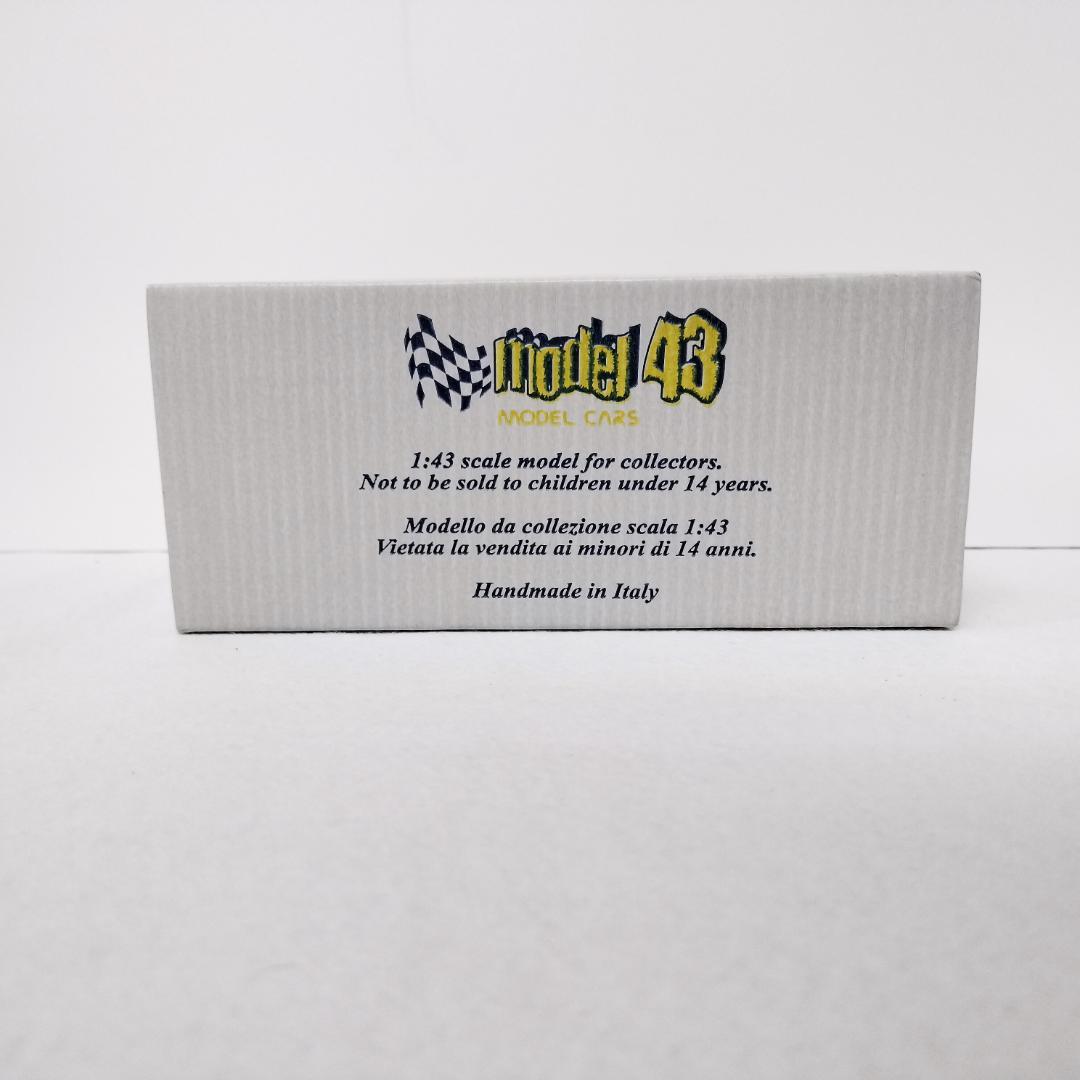 model 43
MODEL CARS
1:43 scale model for collectors.
Not to be sold to children under 14 years.
Modello da collezione scala 1:43
Vietata la vendita ai minori di 14 anni.
Handmade in Italy